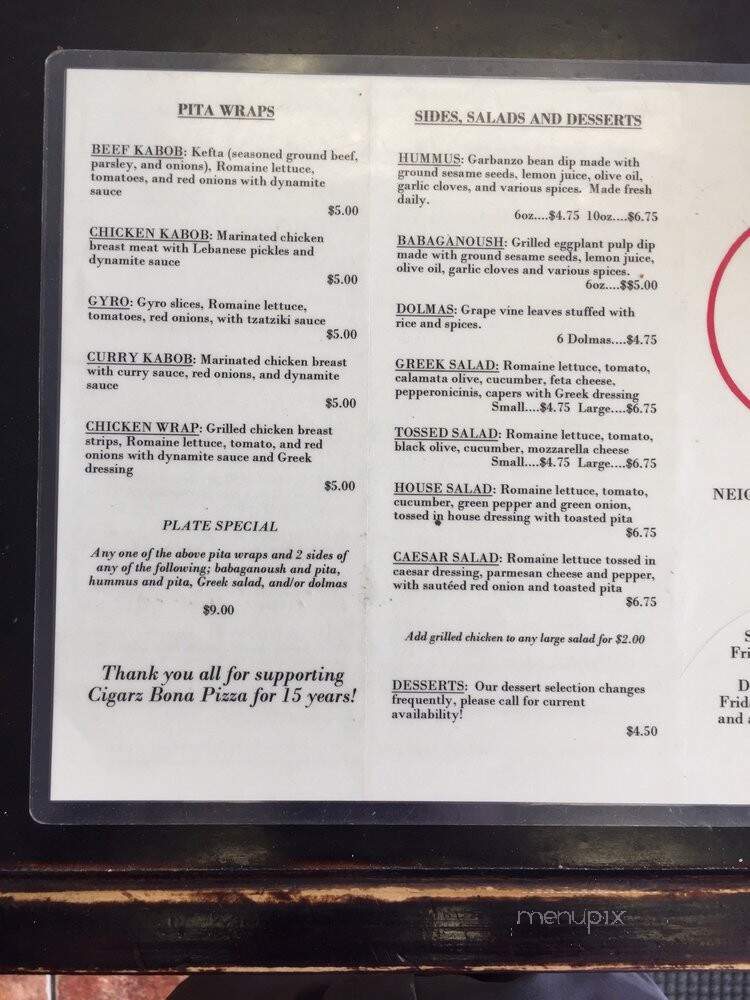 PITA WRAPS
BEEF KABOB: Kefta (seasoned ground beef,
parsley, and onions), Romaine lettuce,
tomatoes, and red onions with dynamite
sauce
$5.00
CHICKEN KABOB: Marinated chicken
breast meat with Lebanese pickles and
dynamite sauce
$5.00
GYRO: Gyro slices, Romaine lettuce,
tomatoes, red onions, with tzatziki sauce
$5.00
CURRY KABOB: Marinated chicken breast
with curry sauce, red onions, and dynamite
sauce
$5.00
CHICKEN WRAP: Grilled chicken breast
strips, Romaine lettuce, tomato, and red
onions with dynamite sauce and Greek
dressing
$5.00
PLATE SPECIAL
Any one of the above pita wraps and 2 sides of
any of the following; babaganoush and pita,
hummus and pita, Greek salad, and/or dolmas
$9.00
Thank you all for supporting
Cigarz Bona Pizza for 15 years!
SIDES, SALADS AND DESSERTS
HUMMUS: Garbanzo bean dip made with
ground sesame seeds, lemon juice, olive oil,
garlic cloves, and various spices. Made fresh
daily.
6oz....$4.75 10oz....$6.75
BABAGANOUSH: Grilled eggplant pulp dip
made with ground sesame seeds, lemon juice,
olive oil, garlic cloves and various spices.
6oz....$$5.00
DOLMAS: Grape vine leaves stuffed with
rice and spices.
6 Dolmas....$4.75
GREEK SALAD: Romaine lettuce, tomato,
calamata olive, cucumber, feta cheese,
pepperonicinis, capers with Greek dressing
Small....$4.75 Large....$6.75
TOSSED SALAD: Romaine lettuce, tomato,
black olive, cucumber, mozzarella cheese
Small....$4.75 Large....$6.75
HOUSE SALAD: Romaine lettuce, tomato,
cucumber, green pepper and green onion,
tossed in house dressing with toasted pita
$6.75
CAESAR SALAD: Romaine lettuce tossed in
caesar dressing, parmesan cheese and pepper,
with sautéed red onion and toasted pita
$6.75
Add grilled chicken to any large salad for $2.00
DESSERTS: Our dessert selection changes
frequently, please call for current
availability!
$4.50
NEIG
S
Fri
D
Frid
and a
menupix